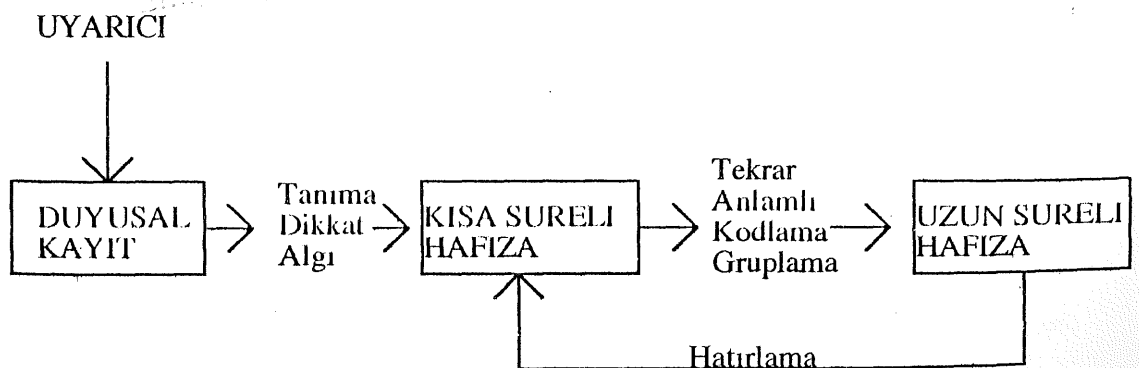 UYARICI
DUYUSAL
KAYIT
Tanıma
Dikkat
Algı
KISA SURELI
HAFIZA
Tekrar
Anlamlı
Kodlama
Gruplama
UZUN SURELI
HAFIZA
Hatırlama